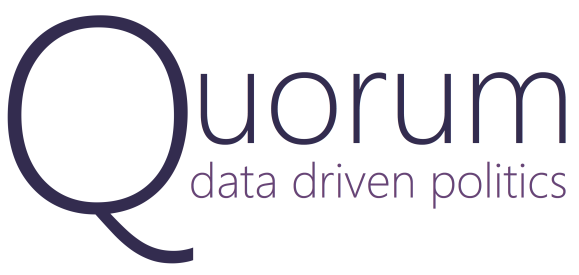 Quorum
data driven politics